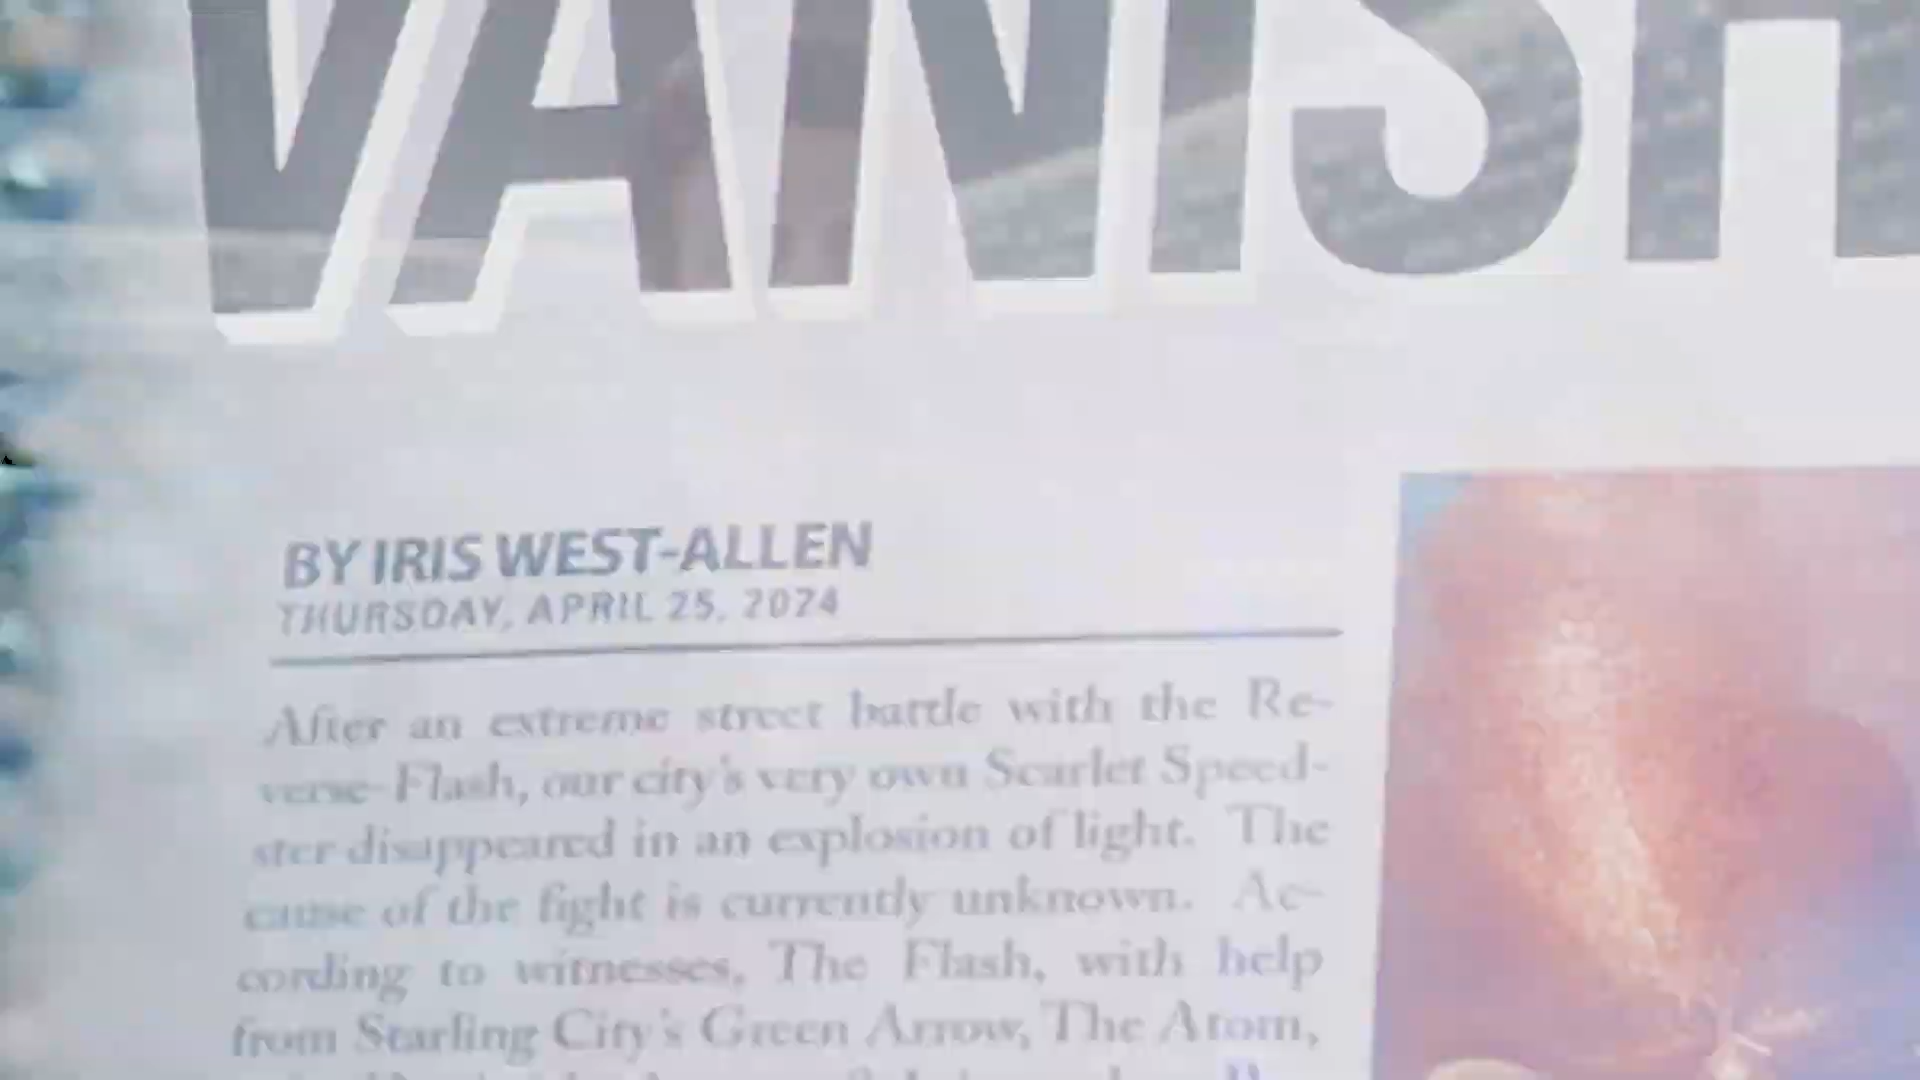 VANISH
BY IRIS WEST-ALLEN
THURSDAY, APRIL 25, 2074
After an extreme street battle with the Re-
verse-Flash, our city's very own Scarlet Speed-
ster disappeared in an explosion of light. The
cause of the fight is currently unknown. Ac-
cording to witnesses, The Flash, with help
from Starling City's Green Arrow, The Atom,